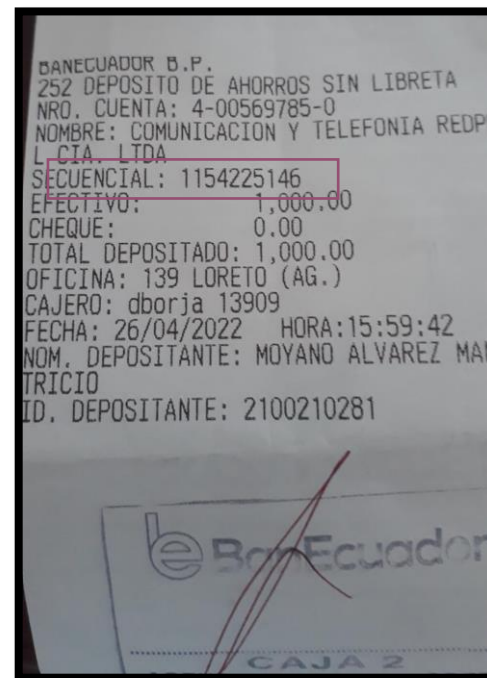 BANECUADOR B.P.
252 DEPOSITO DE AHORROS SIN LIBRETA
NRO. CUENTA: 4-00569785-0
NOMBRE: COMUNICACION Y TELEFONIA REDP
L CIA. LTDA
SECUENCIAL: 1154225146
EFECTIVO: 1,000.00
CHEQUE: 0.00
TOTAL DEPOSITADO: 1,000.00
OFICINA: 139 LORETO (AG.)
CAJERO: dborja 13909
FECHA: 26/04/2022 HORA:15:59:42
NOM. DEPOSITANTE: MOYANO ALVAREZ MA
TRICIO
ID. DEPOSITANTE: 2100210281
BanEcuador
CAJA 2